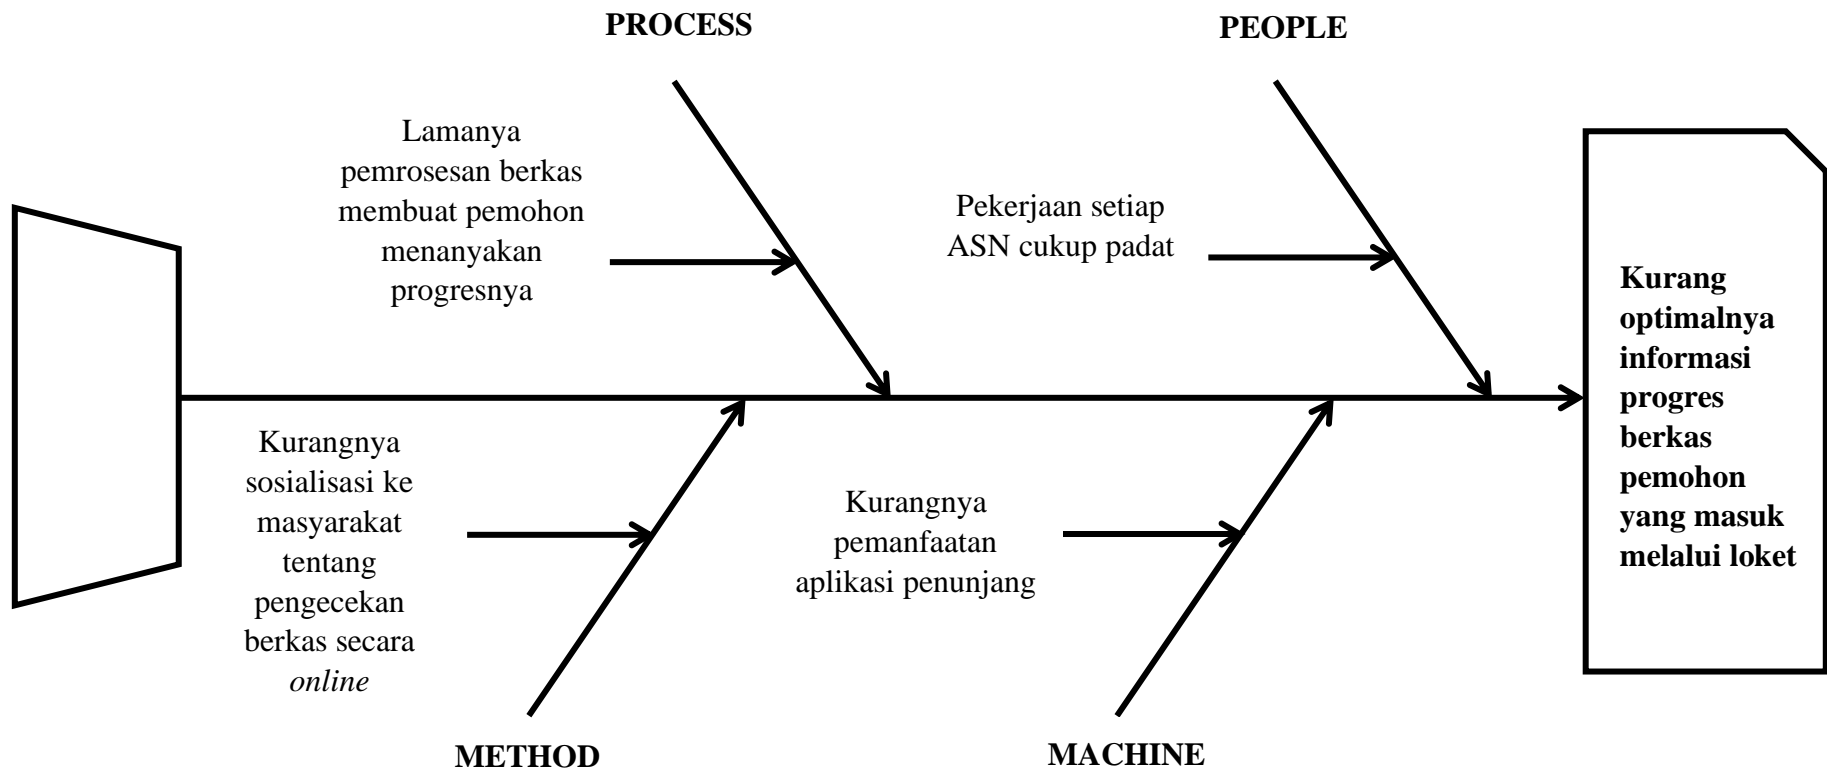 PROCESS
PEOPLE
Lamanya
pemrosesan berkas
membuat pemohon
menanyakan
progresnya
Pekerjaan setiap
ASN cukup padat
Kurang
optimalnya
informasi
progres
berkas
pemohon
yang masuk
melalui loket
Kurangnya
sosialisasi ke
masyarakat
tentang
pengecekan
berkas secara
online
Kurangnya
pemanfaatan
aplikasi penunjang
METHOD
MACHINE